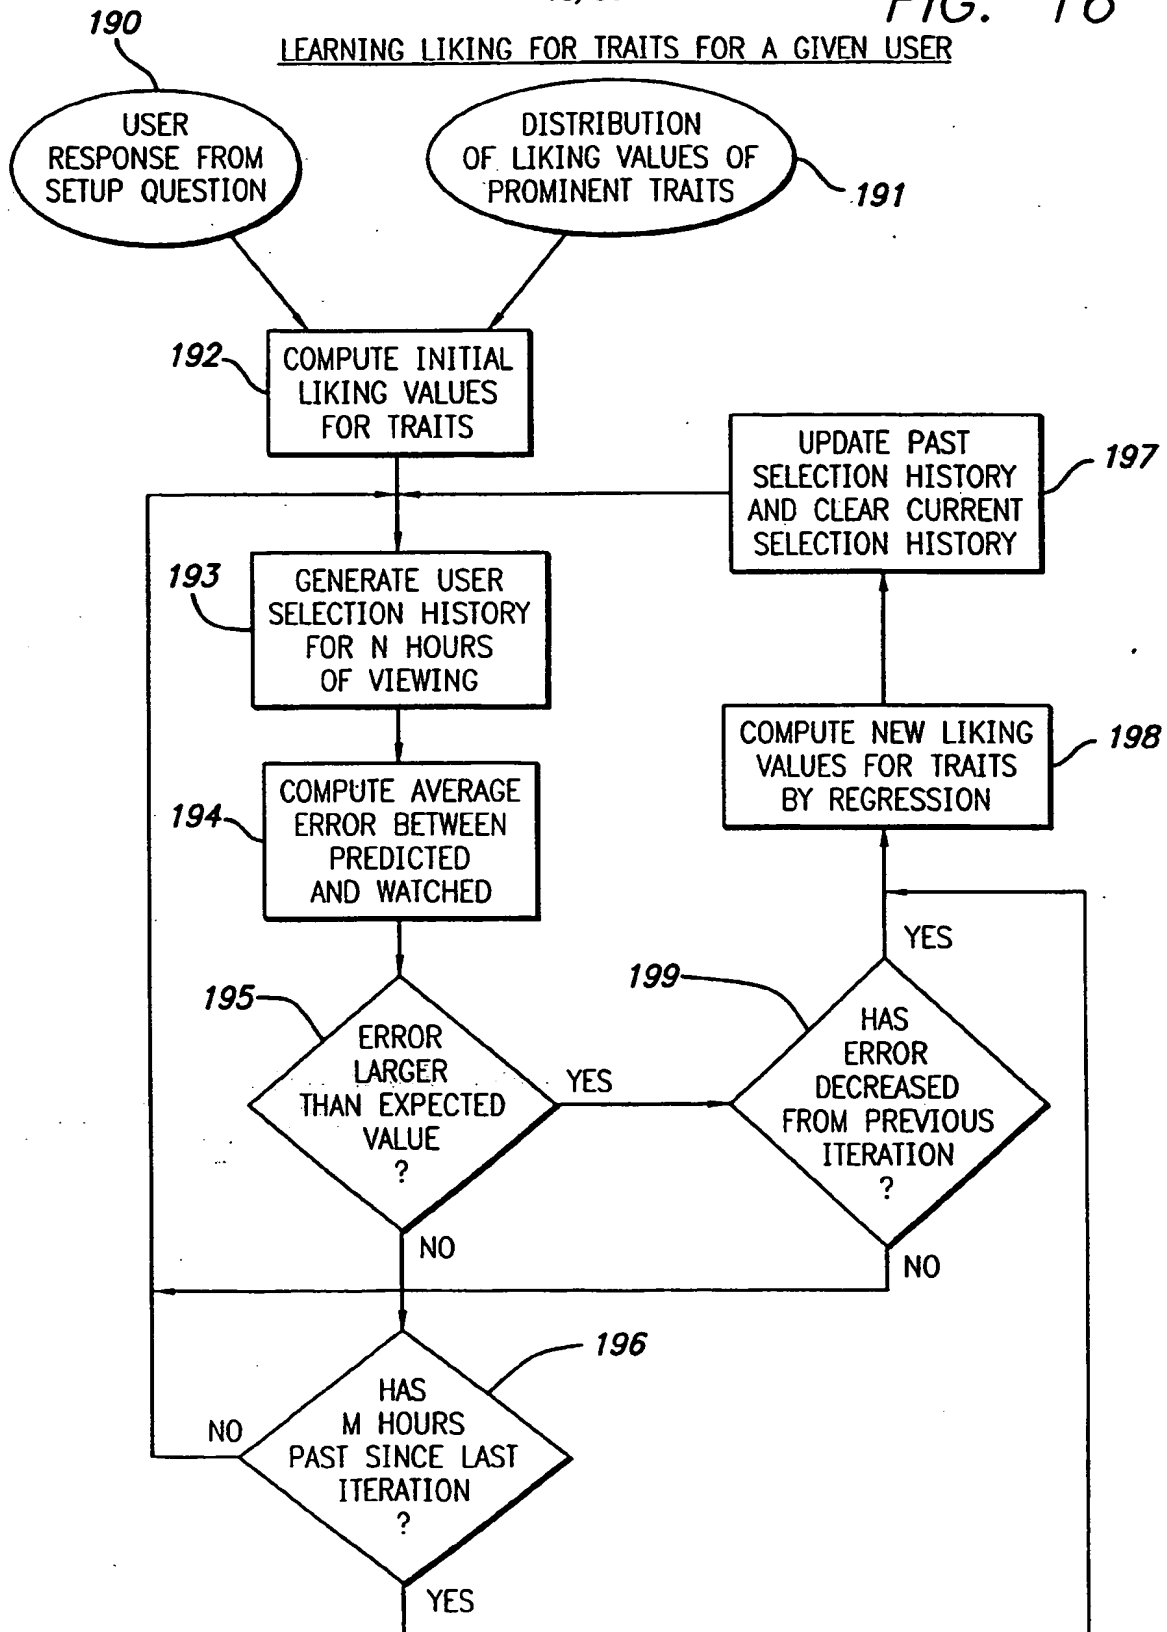 FIG. 16
LEARNING LIKING FOR TRAITS FOR A GIVEN USER
190
USER
RESPONSE FROM
SETUP QUESTION
DISTRIBUTION
OF LIKING VALUES OF
PROMINENT TRAITS
191
192
COMPUTE INITIAL
LIKING VALUES
FOR TRAITS
UPDATE PAST
SELECTION HISTORY
AND CLEAR CURRENT
SELECTION HISTORY
197
193
GENERATE USER
SELECTION HISTORY
FOR N HOURS
OF VIEWING
COMPUTE NEW LIKING
VALUES FOR TRAITS
BY REGRESSION
198
194
COMPUTE AVERAGE
ERROR BETWEEN
PREDICTED
AND WATCHED
195
ERROR
LARGER
THAN EXPECTED
VALUE
?
YES
NO
199
HAS
ERROR
DECREASED
FROM PREVIOUS
ITERATION
?
YES
NO
196
HAS
M HOURS
PAST SINCE LAST
ITERATION
?
NO
YES